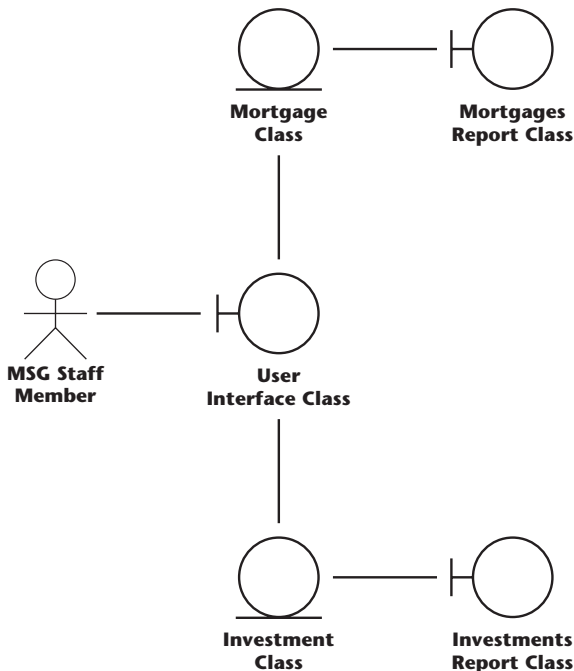 Mortgage
Class
Mortgages
Report Class
MSG Staff
Member
User
Interface Class
Investment
Class
Investments
Report Class